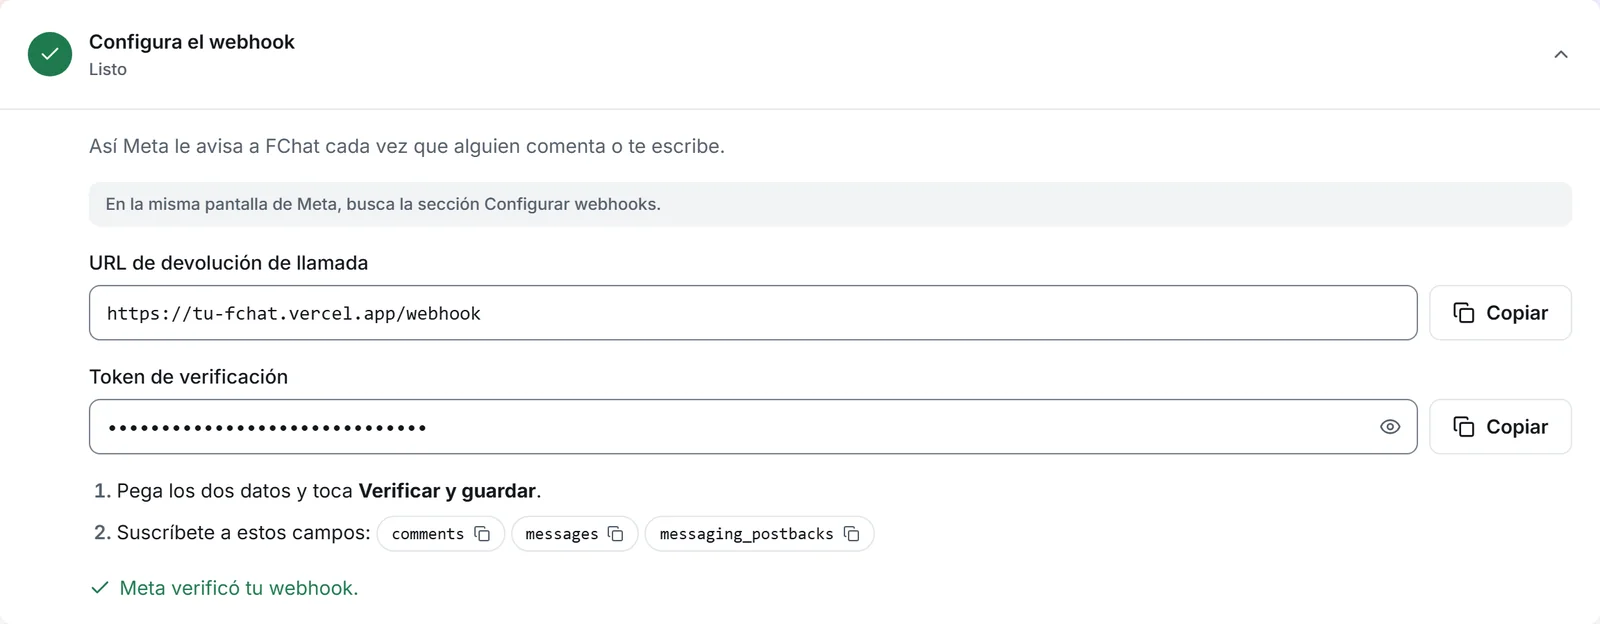 Configura el webhook
Listo
Así Meta le avisa a FChat cada vez que alguien comenta o te escribe.
En la misma pantalla de Meta, busca la sección Configurar webhooks.
URL de devolución de llamada
https://tu-fchat.vercel.app/webhook
Copiar
Token de verificación
••••••••••••••••••••••••••••••
Copiar
1. Pega los dos datos y toca Verificar y guardar.
2. Suscríbete a estos campos: comments messages messaging_postbacks
Meta verificó tu webhook.